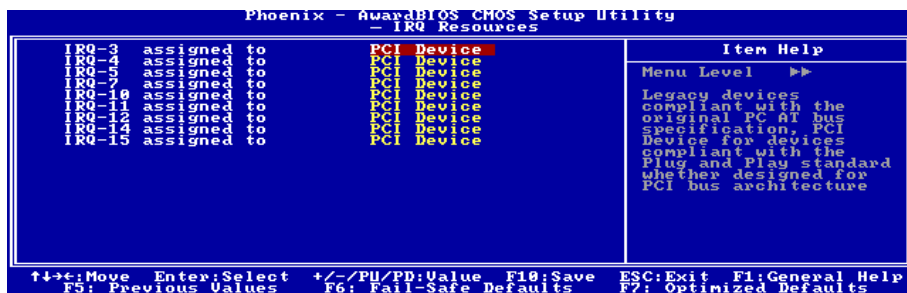 Phoenix - AwardBIOS CMOS Setup Utility
- IRQ Resources
IRQ-3 assigned to PCI Device
IRQ-4 assigned to PCI Device
IRQ-5 assigned to PCI Device
IRQ-7 assigned to PCI Device
IRQ-10 assigned to PCI Device
IRQ-11 assigned to PCI Device
IRQ-12 assigned to PCI Device
IRQ-14 assigned to PCI Device
IRQ-15 assigned to PCI Device
Item Help
Menu Level ▶▶
Legacy devices
compliant with the
original PC AT bus
specification, PCI
Device for devices
compliant with the
Plug and Play standard
whether designed for
PCI bus architecture
↑↓→←:Move Enter:Select +/-/PU/PD:Value F10:Save ESC:Exit F1:General Help
F5: Previous Values F6: Fail-Safe Defaults F7: Optimized Defaults